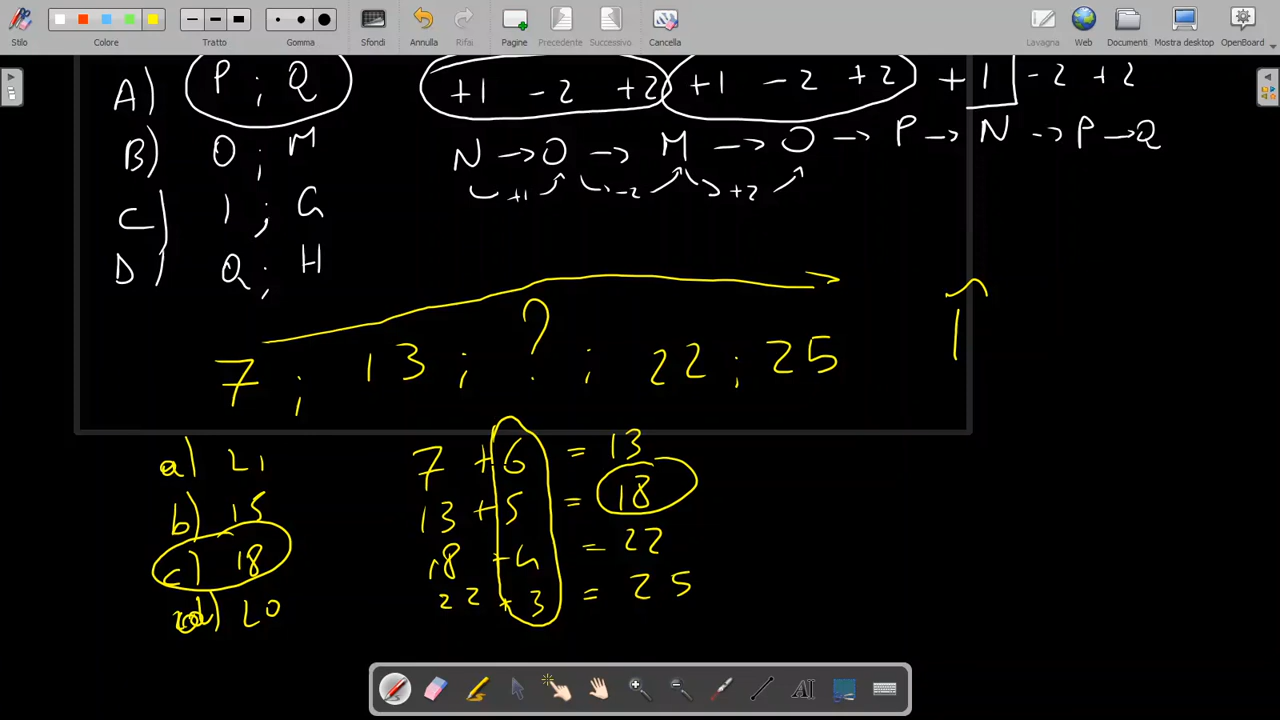 Stilo Colore Tratto Gomma Sfondi Annulla Rifai Pagine Precedente Successivo Cancella Lavagna Web Documenti Mostra desktop OpenBoard
A) P ; Q +1 -2 +2 +1 -2 +2 +1 -2 +2
B) O ; M N → O → M → O → P → N → P → Q
+1 -2 +2
C) I ; G
D) Q ; H
7 ; 13 ; ? ; 22 ; 25
a) 21 7 + 6 = 13
b) 15 13 + 5 = 18
c) 18 18 + 4 = 22
d) 20 22 + 3 = 25